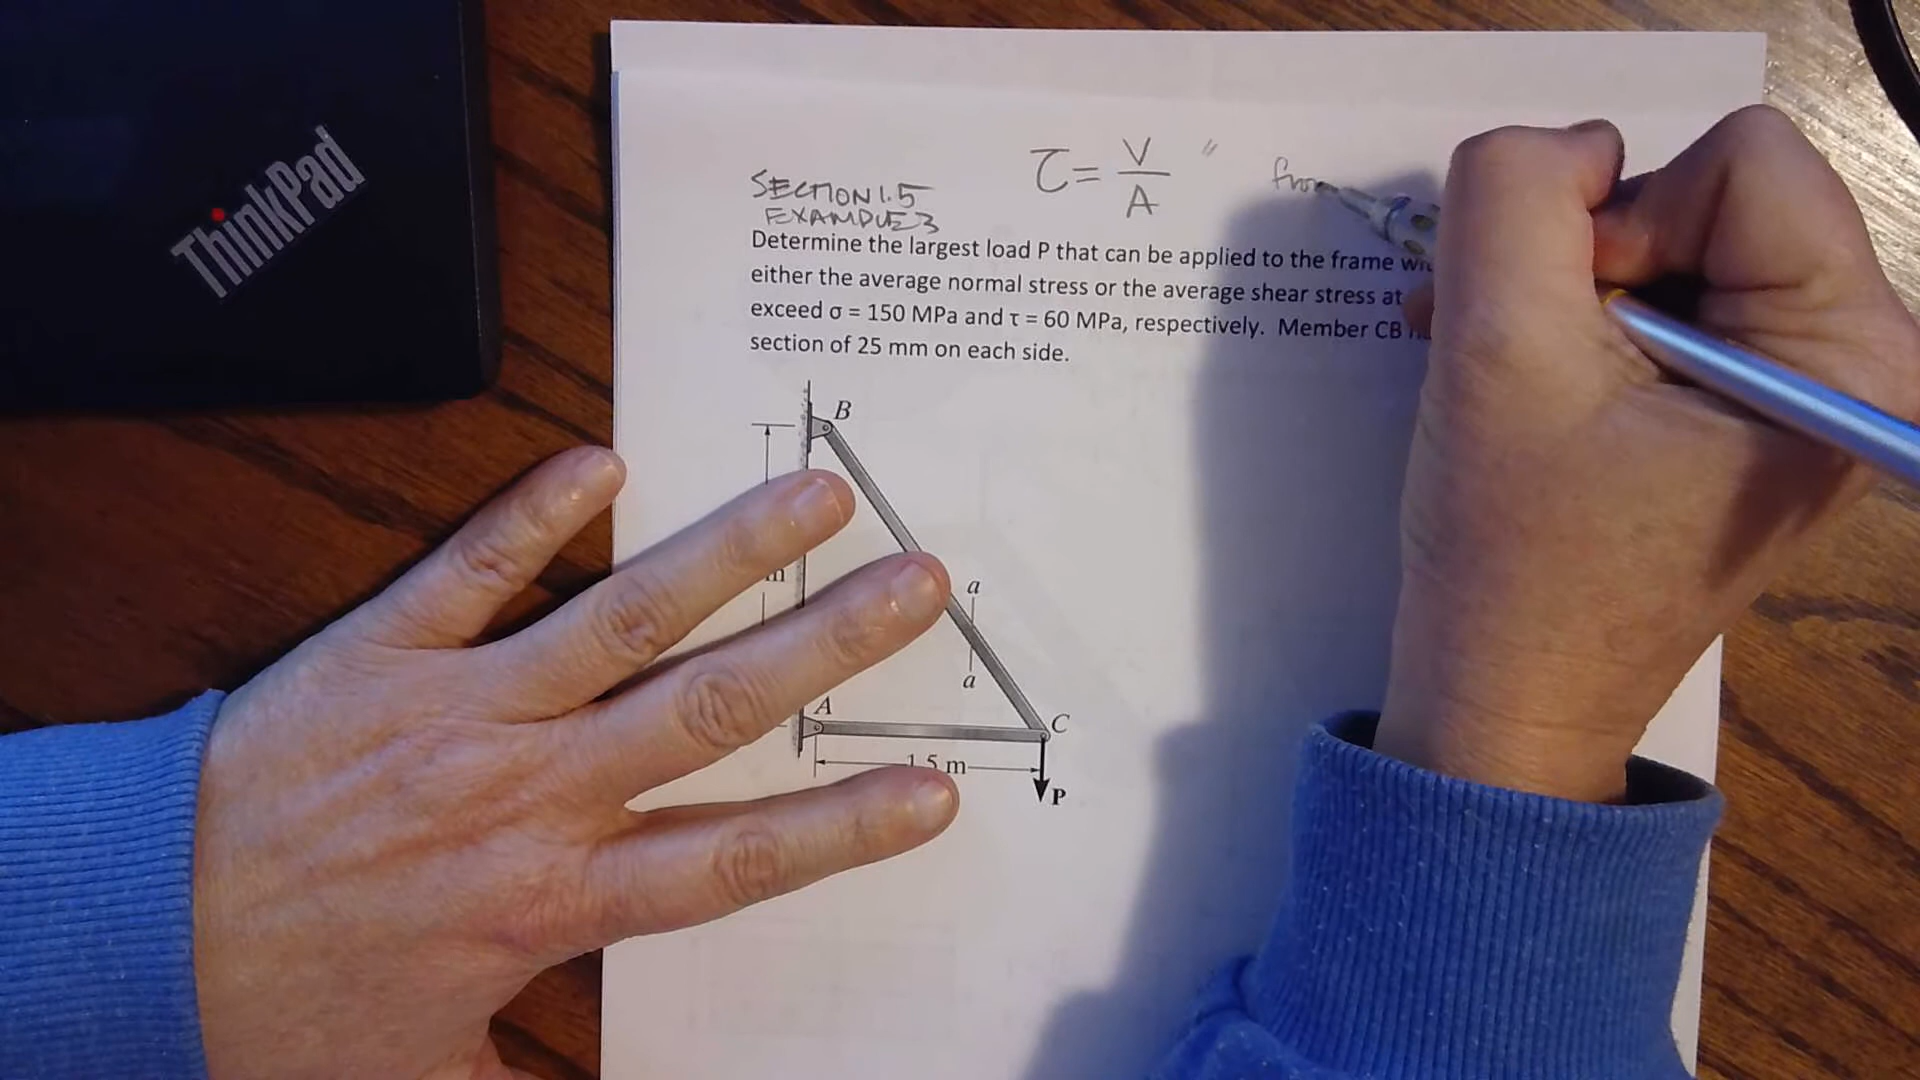 ThinkPad
τ = V/A "
from
SECTION 1.5
EXAMPLE 3
Determine the largest load P that can be applied to the frame
either the average normal stress or the average shear stress at
exceed σ = 150 MPa and τ = 60 MPa, respectively. Member CB
section of 25 mm on each side.
B
m
a
a
A
C
1.5 m
P